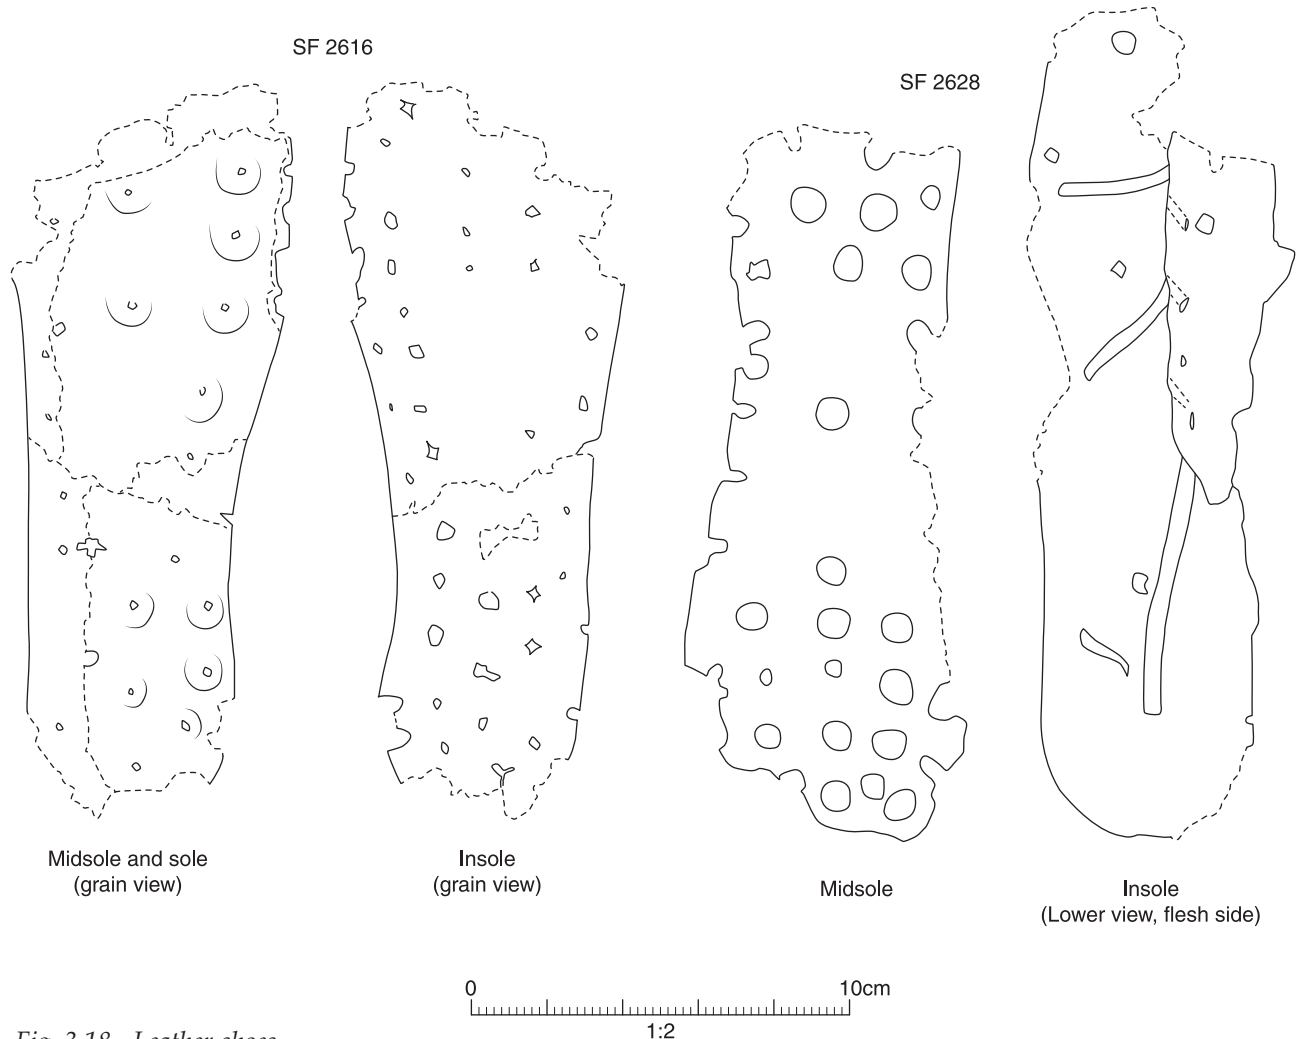 SF 2616
SF 2628
Midsole and sole
(grain view)
Insole
(grain view)
Midsole
Insole
(Lower view, flesh side)
0
10cm
1:2
Fig. 3.18 Leather shoes